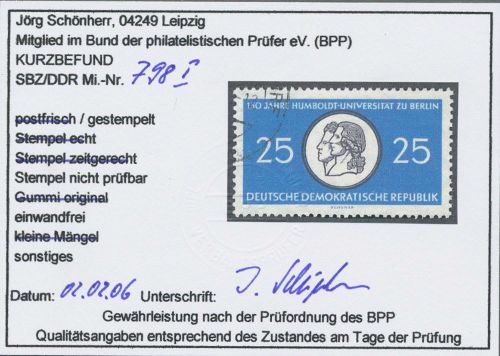 Jörg Schönherr, 04249 Leipzig
Mitglied im Bund der philatelistischen Prüfer eV. (BPP)
KURZBEFUND
SBZ/DDR Mi.-Nr. 798 I
postfrisch / gestempelt
Stempel echt
Stempel zeitgerecht
Stempel nicht prüfbar
Gummi original
einwandfrei
kleine Mängel
sonstiges
150 JAHRE HUMBOLDT-UNIVERSITÄT ZU BERLIN
25 25
DEUTSCHE DEMOKRATISCHE REPUBLIK
Datum: 02.02.06 Unterschrift:
Gewährleistung nach der Prüfordnung des BPP
Qualitätsangaben entsprechend des Zustandes am Tage der Prüfung